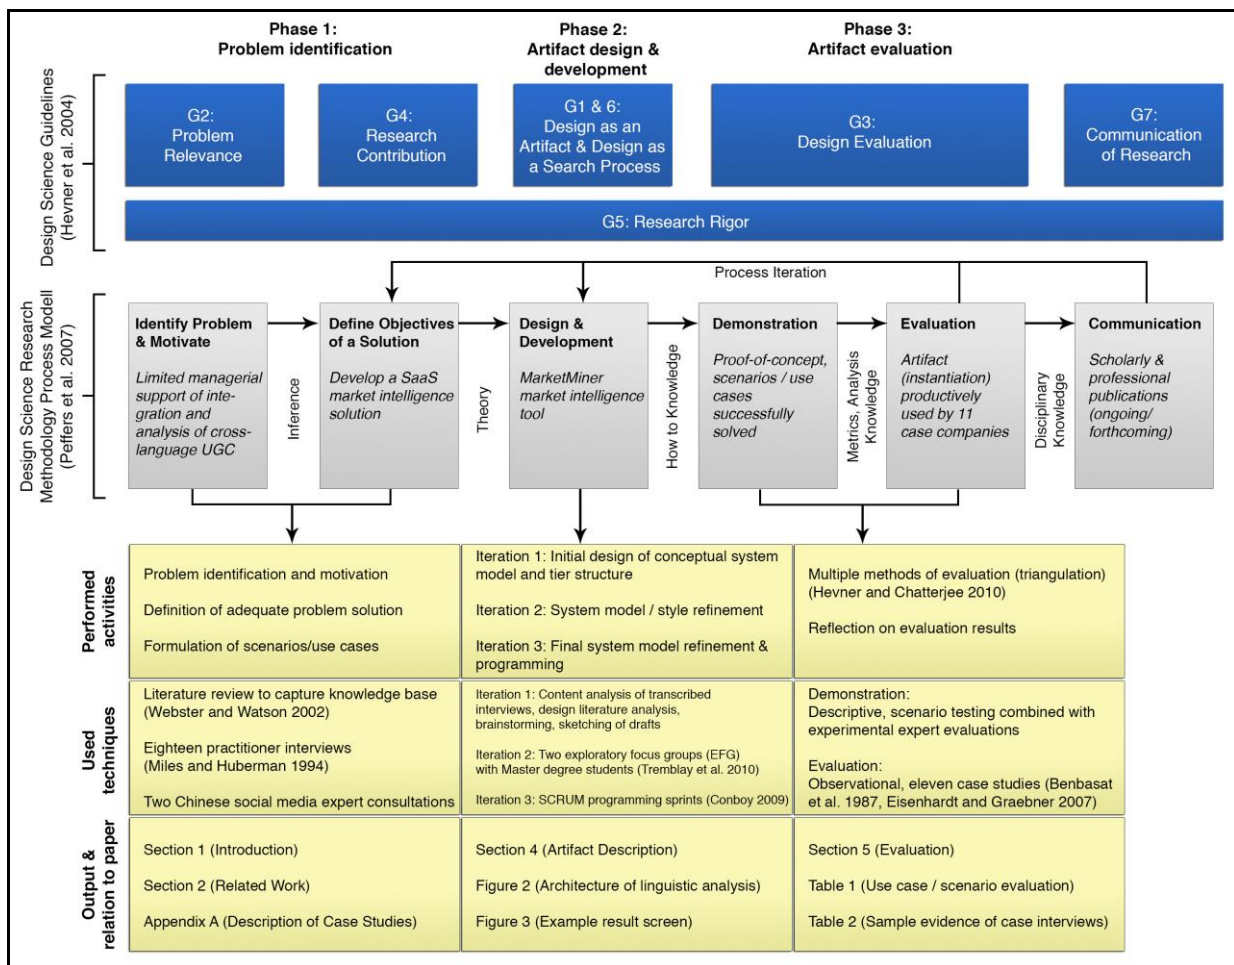 Phase 1:
Problem identification
Phase 2:
Artifact design &
development
Phase 3:
Artifact evaluation
Design Science Guidelines
(Hevner et al. 2004)
G2:
Problem
Relevance
G4:
Research
Contribution
G1 & 6:
Design as an
Artifact & Design as
a Search Process
G3:
Design Evaluation
G7:
Communication
of Research
G5: Research Rigor
Process Iteration
Design Science Research
Methodology Process Modell
(Peffers et al. 2007)
Identify Problem
& Motivate
Limited managerial
support of inte-
gration and
analysis of cross-
language UGC
Inference
Define Objectives
of a Solution
Develop a SaaS
market intelligence
solution
Theory
Design &
Development
MarketMiner
market intelligence
tool
How to Knowledge
Demonstration
Proof-of-concept,
scenarios / use
cases
successfully
solved
Metrics, Analysis
Knowledge
Evaluation
Artifact
(instantiation)
productively
used by 11
case companies
Disciplinary
Knowledge
Communication
Scholarly &
professional
publications
(ongoing/
forthcoming)
Performed
activities
Problem identification and motivation
Definition of adequate problem solution
Formulation of scenarios/use cases
Iteration 1: Initial design of conceptual system
model and tier structure
Iteration 2: System model / style refinement
Iteration 3: Final system model refinement &
programming
Multiple methods of evaluation (triangulation)
(Hevner and Chatterjee 2010)
Reflection on evaluation results
Used
techniques
Literature review to capture knowledge base
(Webster and Watson 2002)
Eighteen practitioner interviews
(Miles and Huberman 1994)
Two Chinese social media expert consultations
Iteration 1: Content analysis of transcribed
interviews, design literature analysis,
brainstorming, sketching of drafts
Iteration 2: Two exploratory focus groups (EFG)
with Master degree students (Tremblay et al. 2010)
Iteration 3: SCRUM programming sprints (Conboy 2009)
Demonstration:
Descriptive, scenario testing combined with
experimental expert evaluations
Evaluation:
Observational, eleven case studies (Benbasat
et al. 1987, Eisenhardt and Graebner 2007)
Output &
relation to paper
Section 1 (Introduction)
Section 2 (Related Work)
Appendix A (Description of Case Studies)
Section 4 (Artifact Description)
Figure 2 (Architecture of linguistic analysis)
Figure 3 (Example result screen)
Section 5 (Evaluation)
Table 1 (Use case / scenario evaluation)
Table 2 (Sample evidence of case interviews)